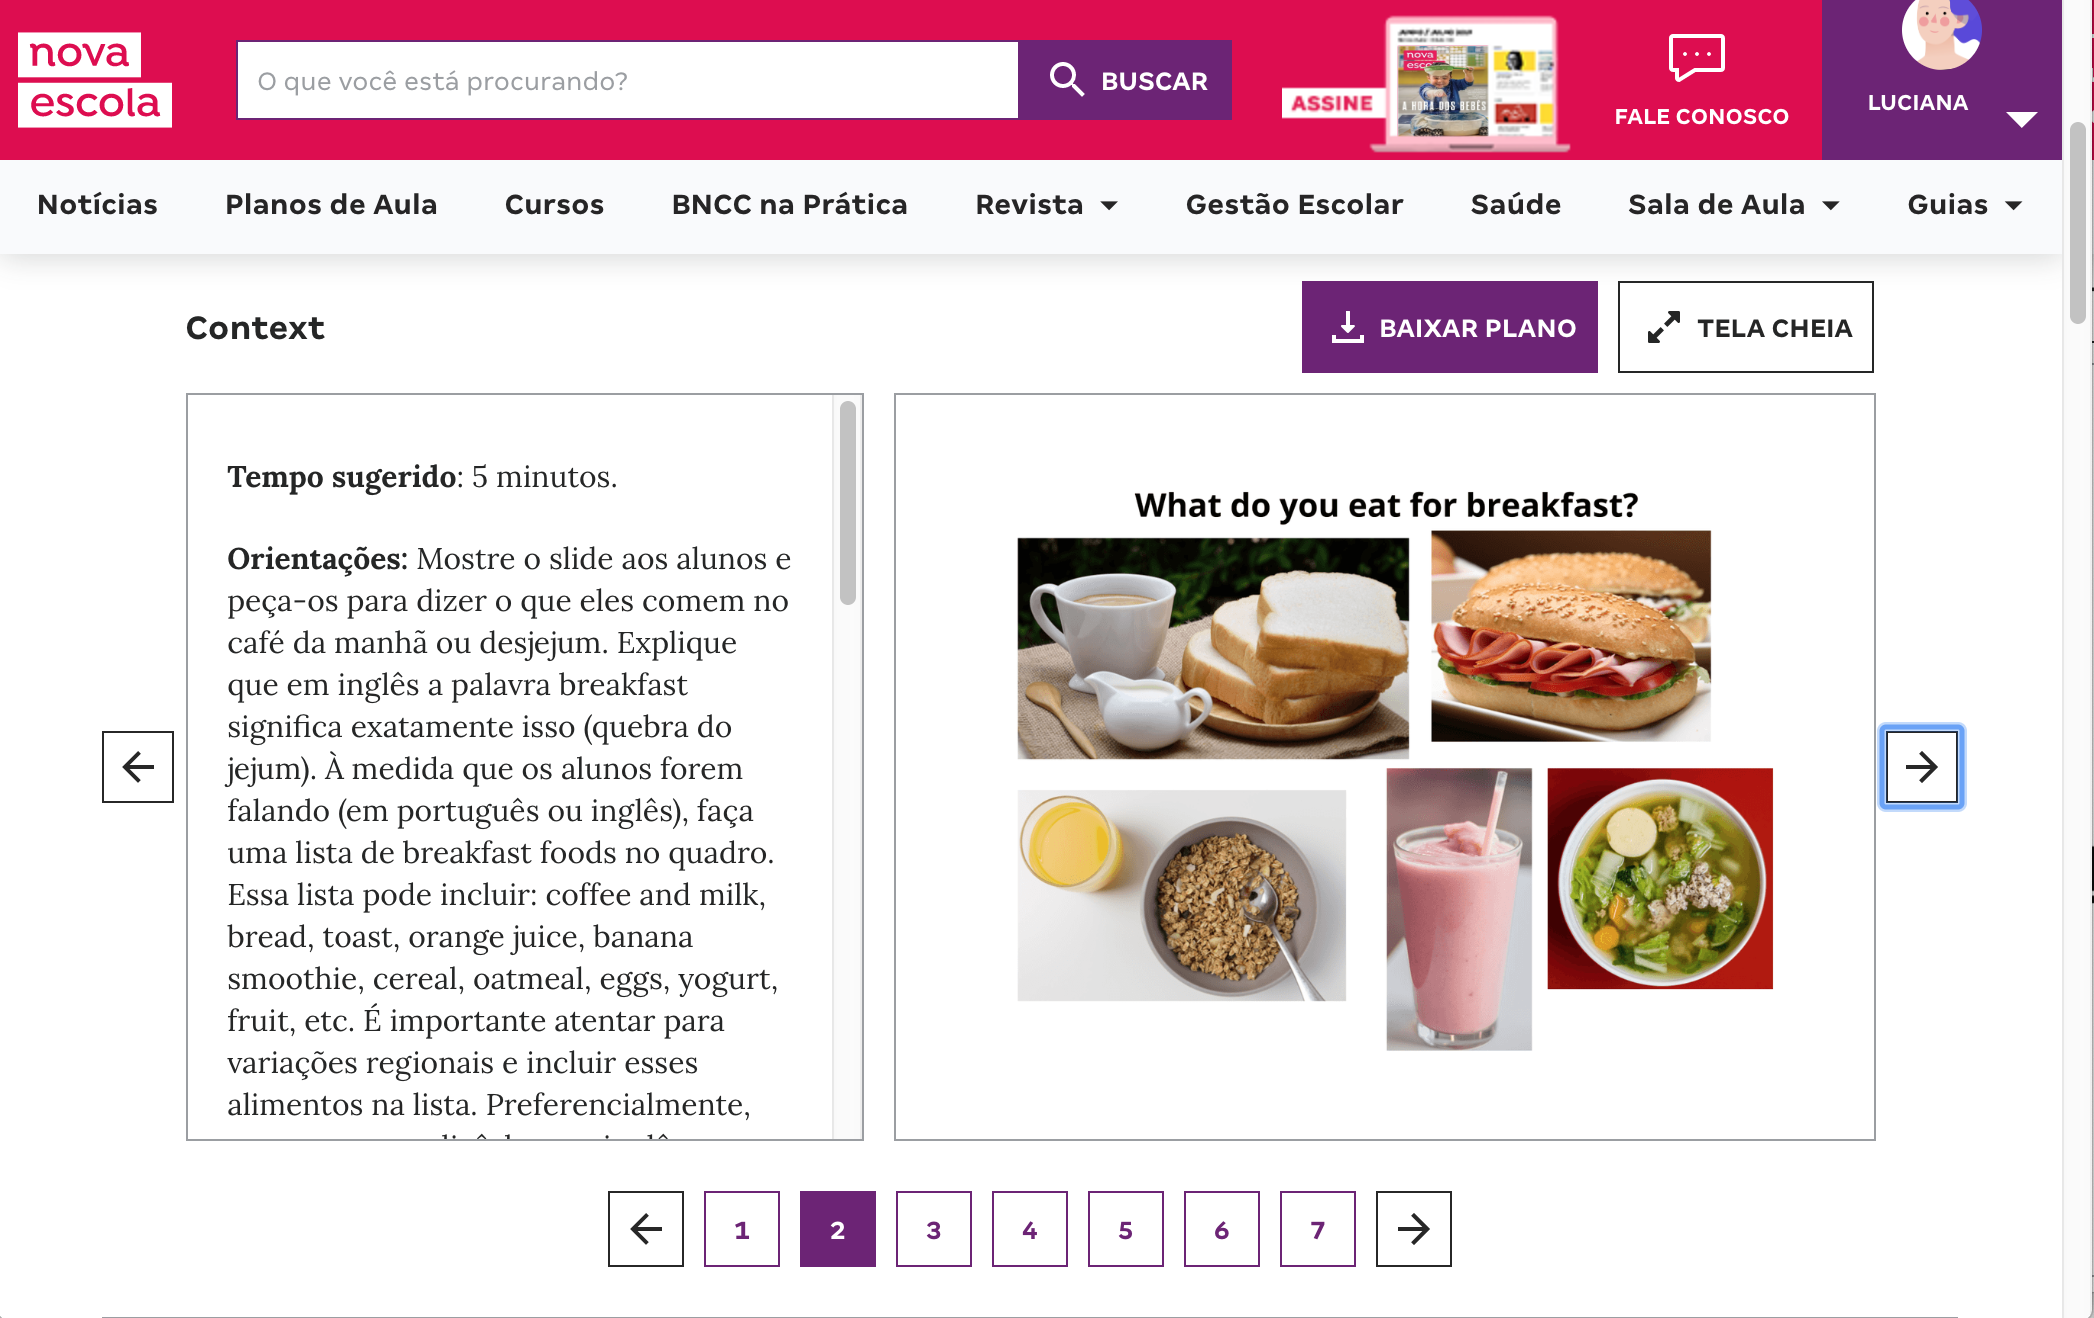 nova
escola
O que você está procurando?
BUSCAR
ASSINE
nova
A HORA DOS BEBÊS
FALE CONOSCO
LUCIANA
Notícias
Planos de Aula
Cursos
BNCC na Prática
Revista
Gestão Escolar
Saúde
Sala de Aula
Guias
Context
BAIXAR PLANO
TELA CHEIA
Tempo sugerido: 5 minutos.
Orientações: Mostre o slide aos alunos e
peça-os para dizer o que eles comem no
café da manhã ou desjejum. Explique
que em inglês a palavra breakfast
significa exatamente isso (quebra do
jejum). À medida que os alunos forem
falando (em português ou inglês), faça
uma lista de breakfast foods no quadro.
Essa lista pode incluir: coffee and milk,
bread, toast, orange juice, banana
smoothie, cereal, oatmeal, eggs, yogurt,
fruit, etc. É importante atentar para
variações regionais e incluir esses
alimentos na lista. Preferencialmente,
What do you eat for breakfast?
1
2
3
4
5
6
7